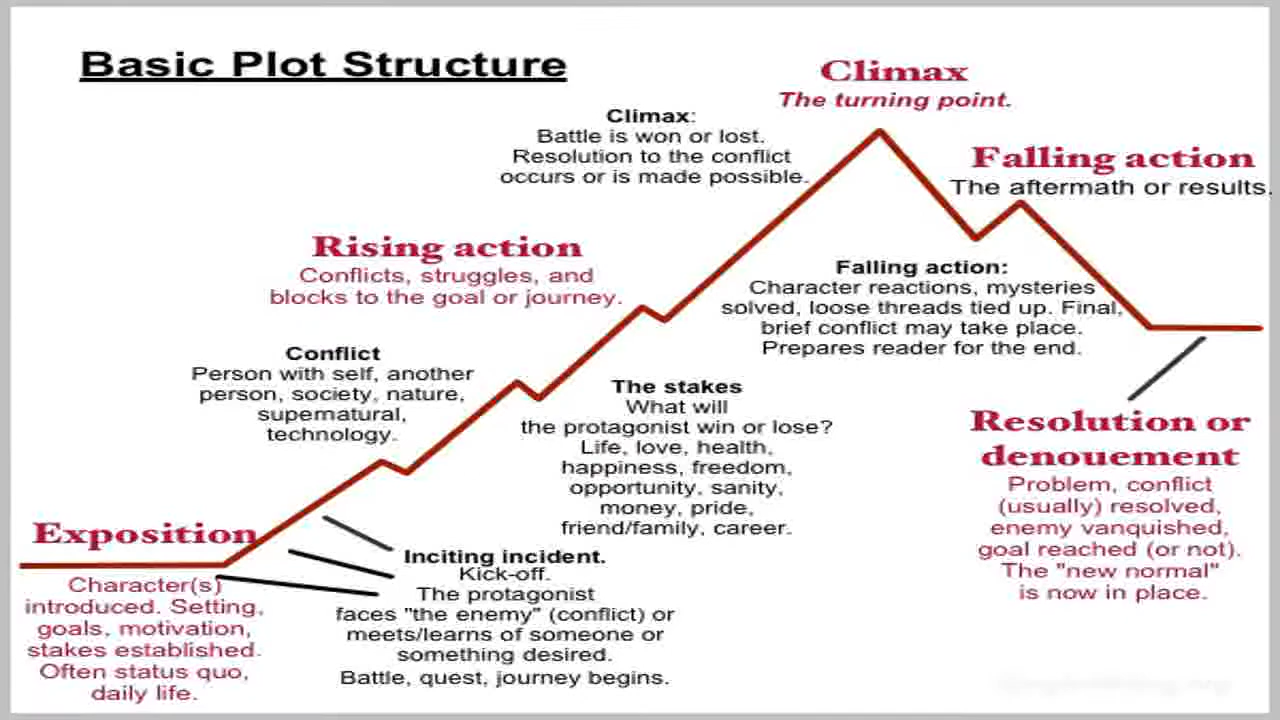 Basic Plot Structure
Climax
The turning point.
Climax:
Battle is won or lost.
Resolution to the conflict
occurs or is made possible.
Falling action
The aftermath or results.
Rising action
Conflicts, struggles, and
blocks to the goal or journey.
Falling action:
Character reactions, mysteries
solved, loose threads tied up. Final,
brief conflict may take place.
Prepares reader for the end.
Conflict
Person with self, another
person, society, nature,
supernatural,
technology.
The stakes
What will
the protagonist win or lose?
Life, love, health,
happiness, freedom,
opportunity, sanity,
money, pride,
friend/family, career.
Resolution or
denouement
Problem, conflict
(usually) resolved,
enemy vanquished,
goal reached (or not).
The "new normal"
is now in place.
Exposition
Character(s)
introduced. Setting,
goals, motivation,
stakes established.
Often status quo,
daily life.
Inciting incident.
Kick-off.
The protagonist
faces "the enemy" (conflict) or
meets/learns of someone or
something desired.
Battle, quest, journey begins.